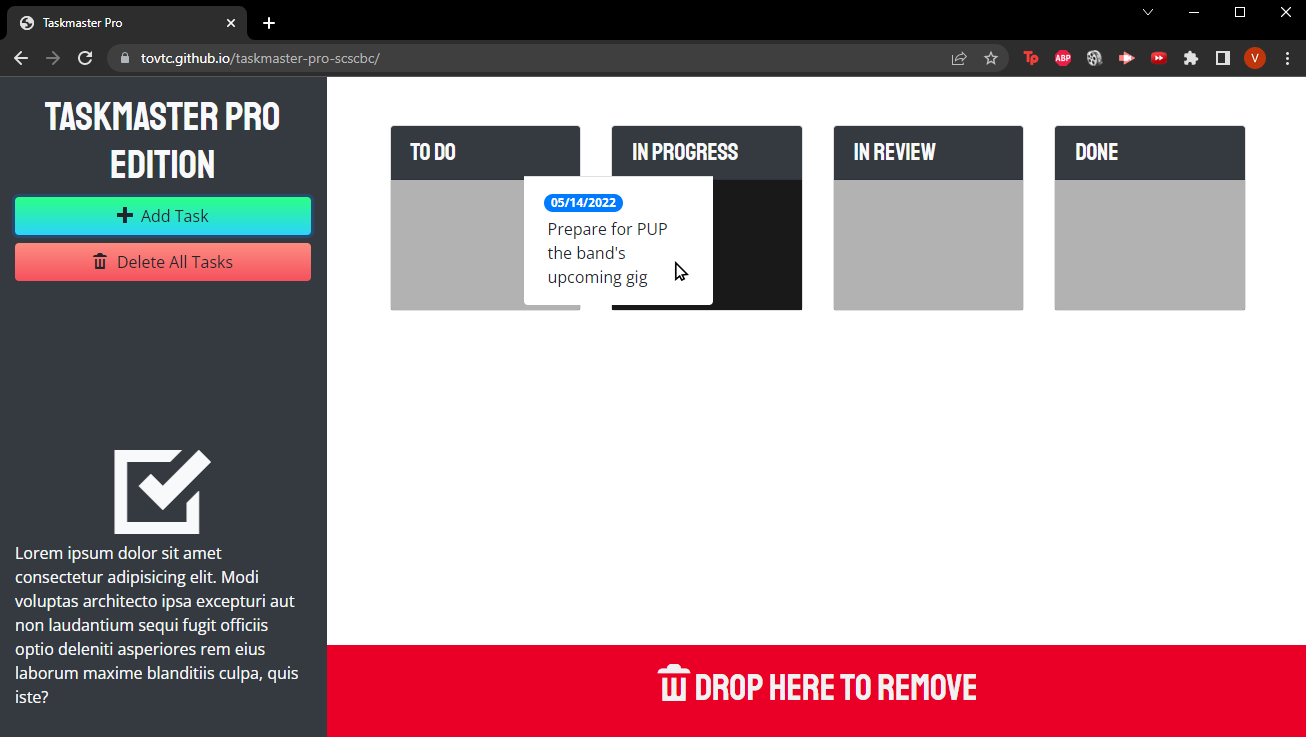 Taskmaster Pro
tovtc.github.io/taskmaster-pro-scscbc/
Tp
ABP
V
TASKMASTER PRO
EDITION
Add Task
Delete All Tasks
Lorem ipsum dolor sit amet
consectetur adipisicing elit. Modi
voluptas architecto ipsa excepturi aut
non laudantium sequi fugit officiis
optio deleniti asperiores rem eius
laborum maxime blanditiis culpa, quis
iste?
TO DO
IN PROGRESS
IN REVIEW
DONE
05/14/2022
Prepare for PUP
the band's
upcoming gig
DROP HERE TO REMOVE